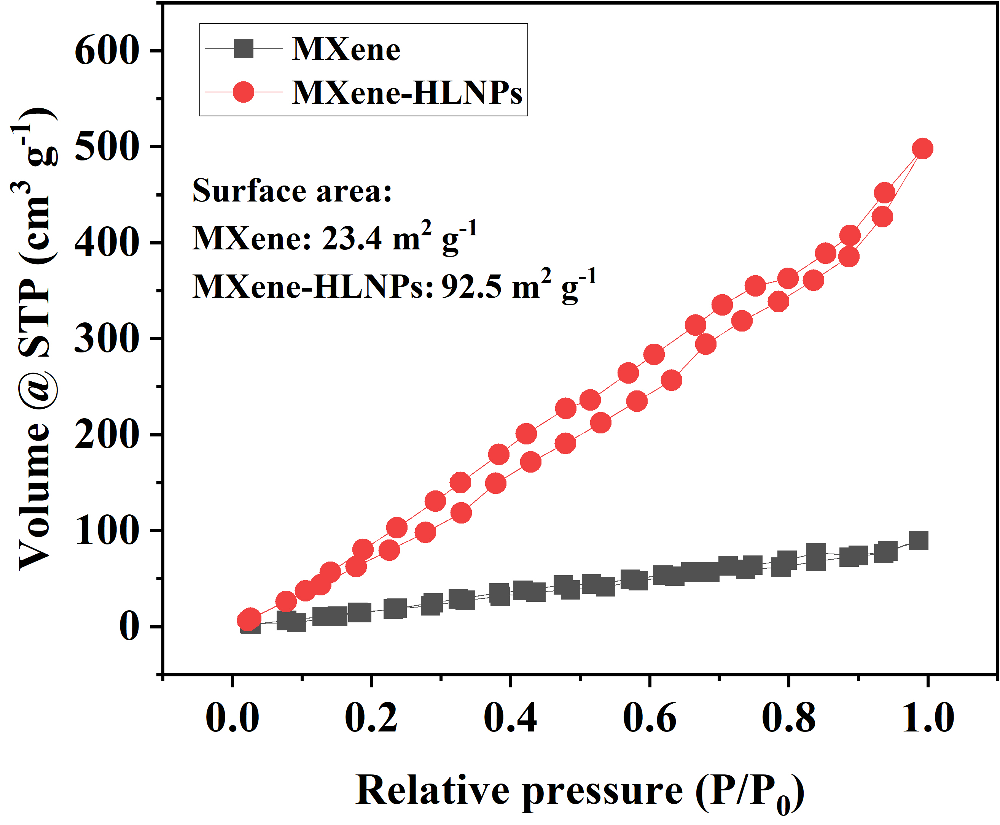 MXene
MXene-HLNPs
Surface area:
MXene: 23.4 m² g⁻¹
MXene-HLNPs: 92.5 m² g⁻¹
Volume @ STP (cm³ g⁻¹)
600
500
400
300
200
100
0
0.0 0.2 0.4 0.6 0.8 1.0
Relative pressure (P/P₀)